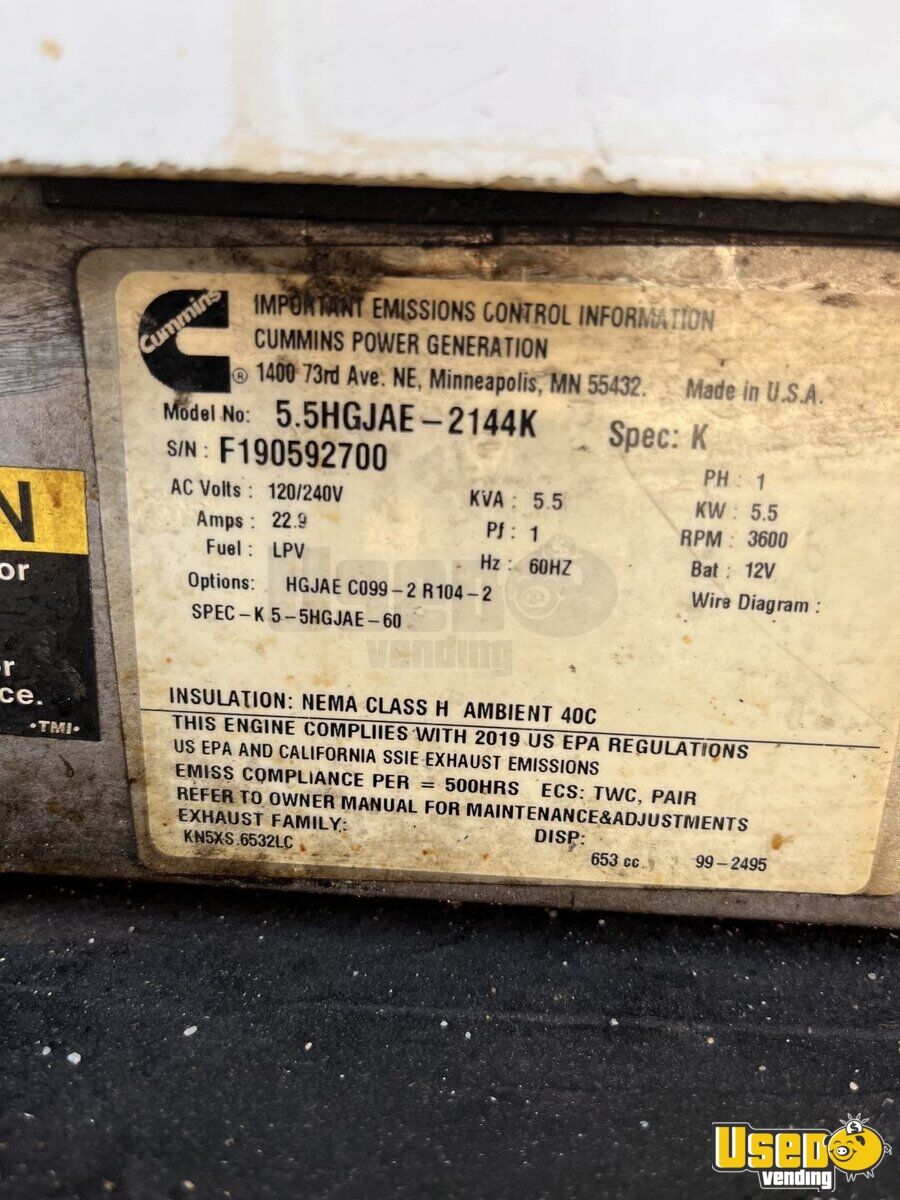 Cummins
IMPORTANT EMISSIONS CONTROL INFORMATION
CUMMINS POWER GENERATION
® 1400 73rd Ave. NE, Minneapolis, MN 55432. Made in U.S.A.
Model No: 5.5HGJAE-2144K Spec: K
S/N : F190592700
AC Volts : 120/240V KVA : 5.5 PH : 1
Amps : 22.9 Pf : 1 KW : 5.5
Fuel : LPV Hz : 60HZ RPM : 3600
Bat : 12V
Options: HGJAE C099-2 R104-2 Wire Diagram :
SPEC-K 5-5HGJAE-60
INSULATION: NEMA CLASS H AMBIENT 40C
THIS ENGINE COMPLIIES WITH 2019 US EPA REGULATIONS
US EPA AND CALIFORNIA SSIE EXHAUST EMISSIONS
EMISS COMPLIANCE PER = 500HRS ECS: TWC, PAIR
REFER TO OWNER MANUAL FOR MAINTENANCE&ADJUSTMENTS
EXHAUST FAMILY: DISP:
KN5XS.6532LC 653 cc 99-2495
N
or
r
ce.
•TMI•
Used
vending
Used
vending